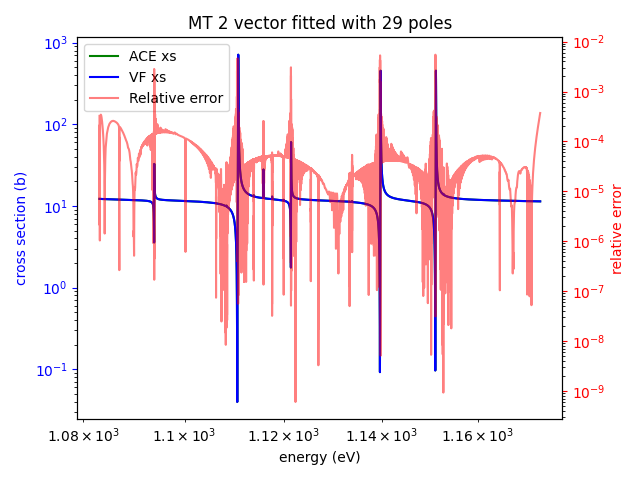 MT 2 vector fitted with 29 poles
ACE xs
VF xs
Relative error
cross section (b)
10³
10²
10¹
10⁰
10⁻¹
10⁻²
10⁻³
10⁻⁴
10⁻⁵
10⁻⁶
10⁻⁷
10⁻⁸
10⁻⁹
relative error
1.08 × 10³ 1.1 × 10³ 1.12 × 10³ 1.14 × 10³ 1.16 × 10³
energy (eV)